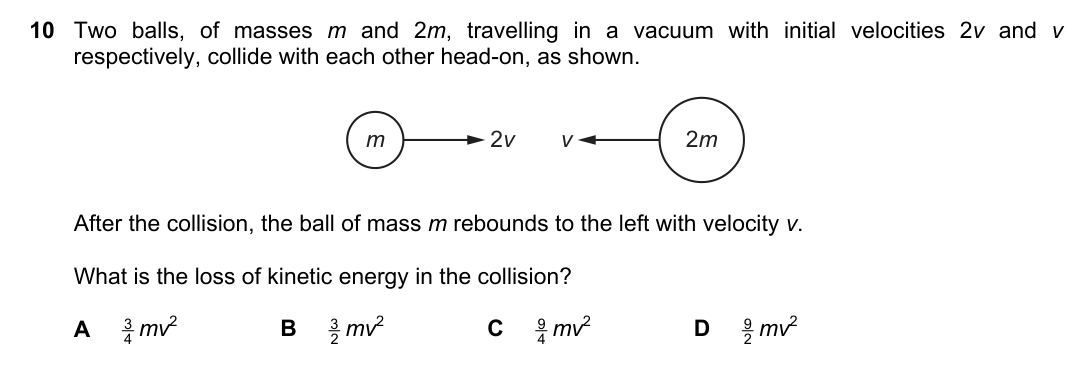 10 Two balls, of masses m and 2m, travelling in a vacuum with initial velocities 2v and v
respectively, collide with each other head-on, as shown.
m 2v v 2m
After the collision, the ball of mass m rebounds to the left with velocity v.
What is the loss of kinetic energy in the collision?
A 3/4 mv² B 3/2 mv² C 9/4 mv² D 9/2 mv²